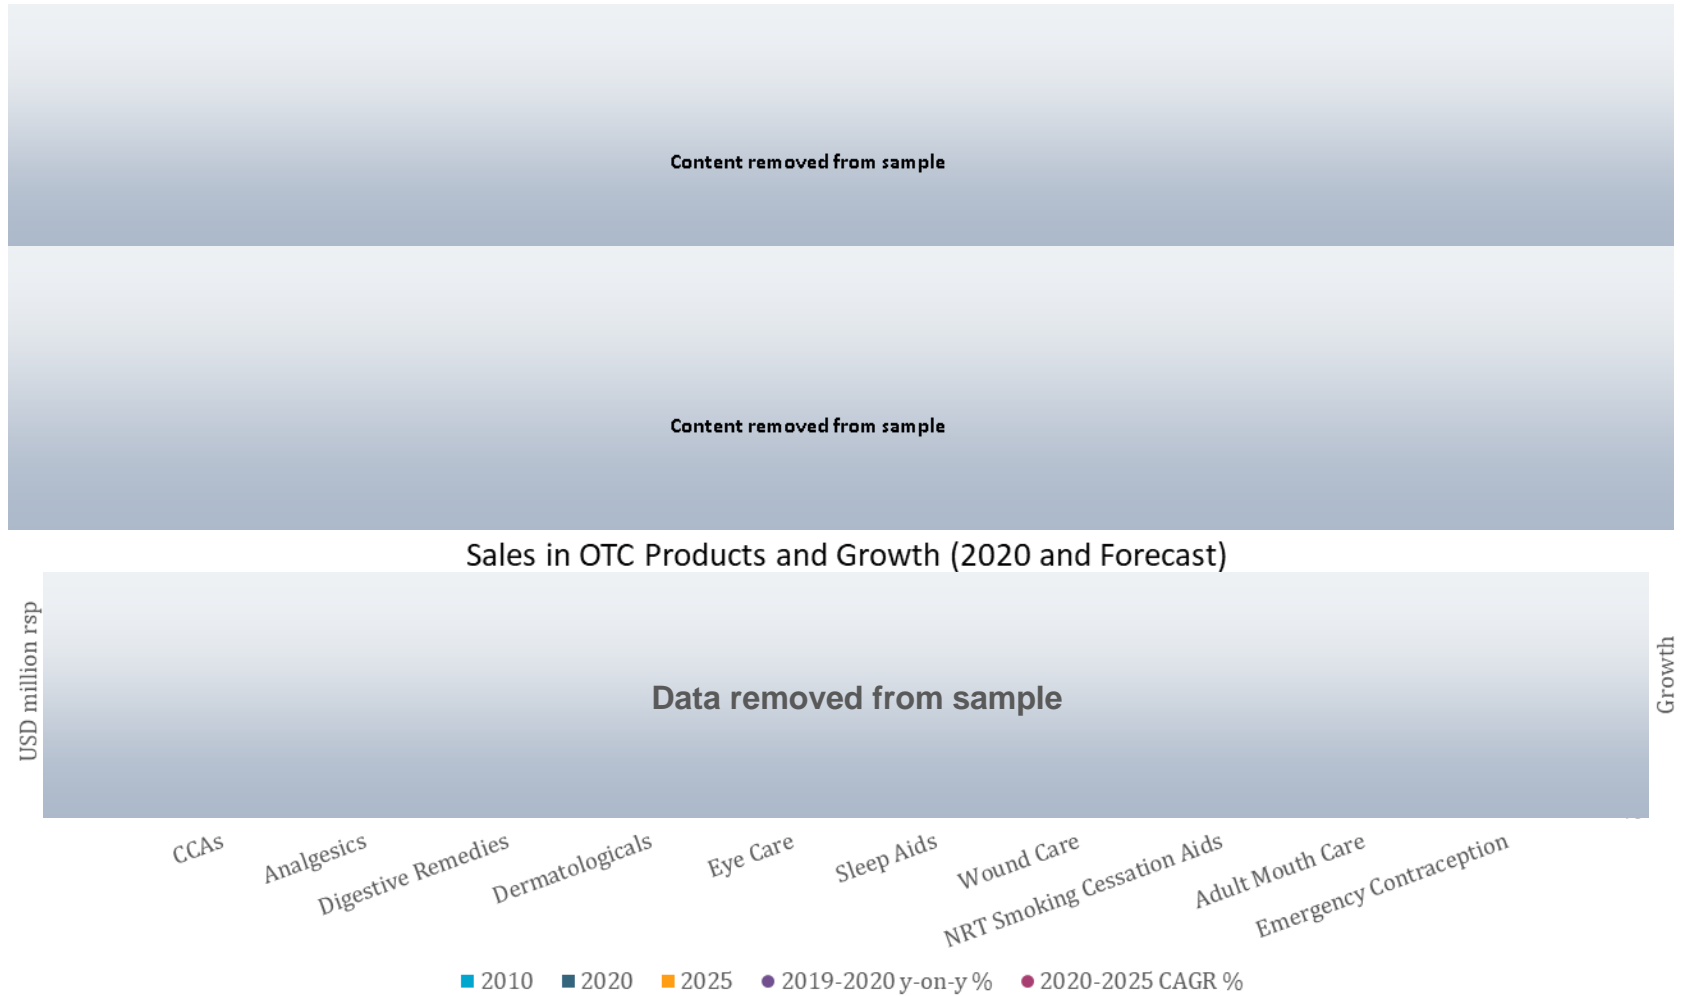 Content removed from sample
Content removed from sample
Sales in OTC Products and Growth (2020 and Forecast)
USD million rsp
Data removed from sample
Growth
CCAs
Analgesics
Digestive Remedies
Dermatologicals
Eye Care
Sleep Aids
Wound Care
NRT Smoking Cessation Aids
Adult Mouth Care
Emergency Contraception
2010 2020 2025 2019-2020 y-on-y % 2020-2025 CAGR %